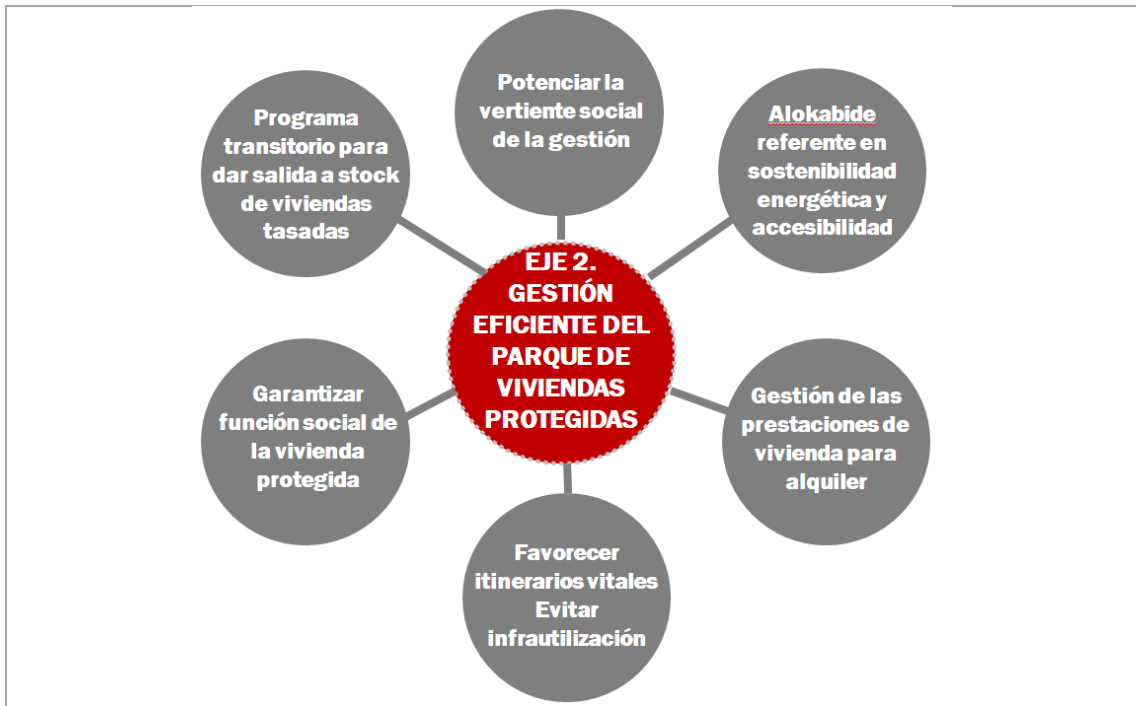 Potenciar la
vertiente social
de la gestión
Alokabide
referente en
sostenibilidad
energética y
accesibilidad
Gestión de las
prestaciones de
vivienda para
alquiler
Favorecer
itinerarios vitales
Evitar
infrautilización
Garantizar
función social de
la vivienda
protegida
Programa
transitorio para
dar salida a stock
de viviendas
tasadas
EJE 2.
GESTIÓN
EFICIENTE DEL
PARQUE DE
VIVIENDAS
PROTEGIDAS